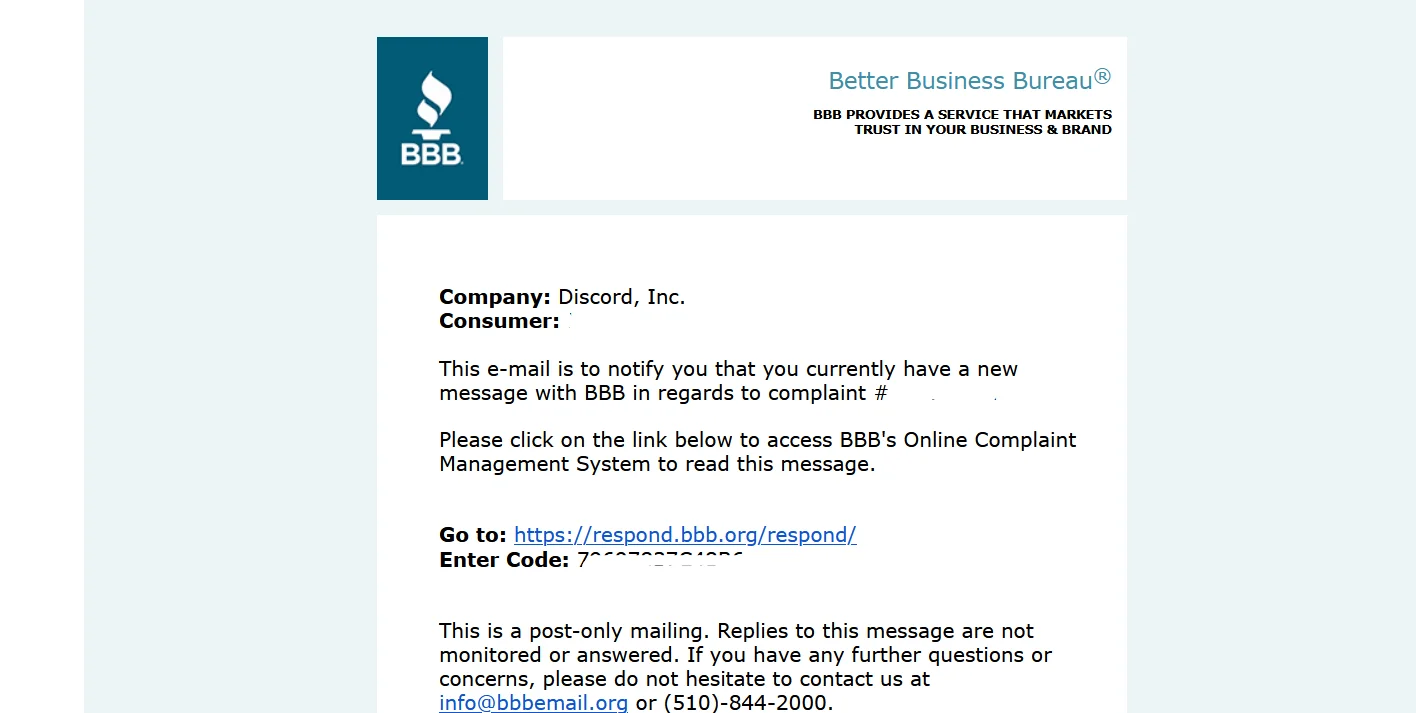 BBB
Better Business Bureau®
BBB PROVIDES A SERVICE THAT MARKETS
TRUST IN YOUR BUSINESS & BRAND
Company: Discord, Inc.
Consumer:
This e-mail is to notify you that you currently have a new
message with BBB in regards to complaint #
Please click on the link below to access BBB's Online Complaint
Management System to read this message.
Go to: https://respond.bbb.org/respond/
Enter Code:
This is a post-only mailing. Replies to this message are not
monitored or answered. If you have any further questions or
concerns, please do not hesitate to contact us at
info@bbbemail.org or (510)-844-2000.